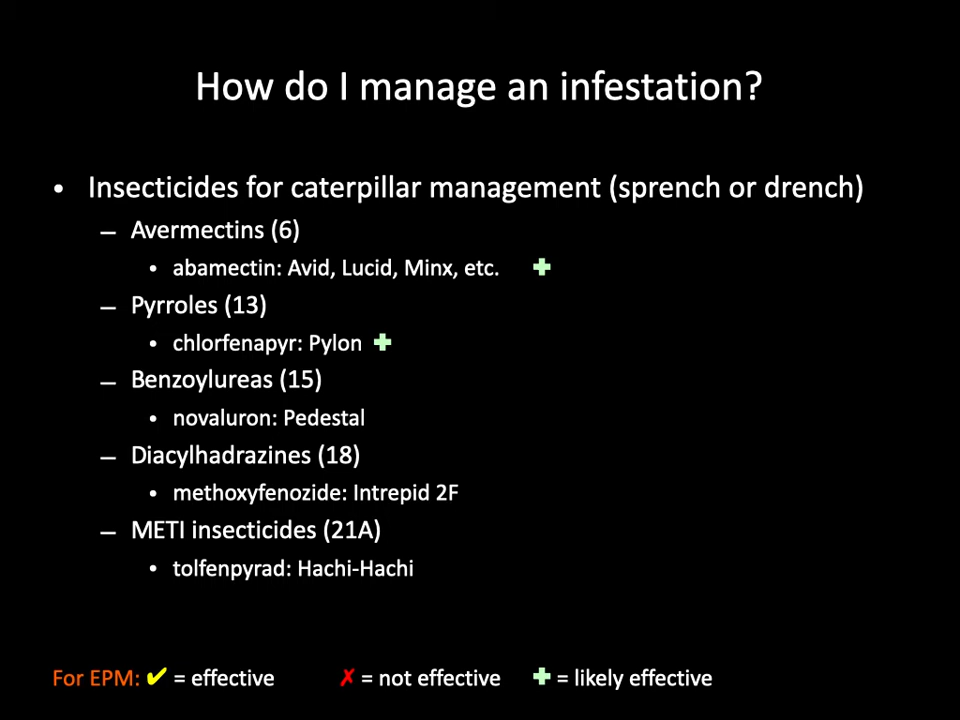 How do I manage an infestation?
• Insecticides for caterpillar management (sprench or drench)
– Avermectins (6)
• abamectin: Avid, Lucid, Minx, etc. ✚
– Pyrroles (13)
• chlorfenapyr: Pylon ✚
– Benzoylureas (15)
• novaluron: Pedestal
– Diacylhadrazines (18)
• methoxyfenozide: Intrepid 2F
– METI insecticides (21A)
• tolfenpyrad: Hachi-Hachi
For EPM: ✔ = effective ✗ = not effective ✚ = likely effective